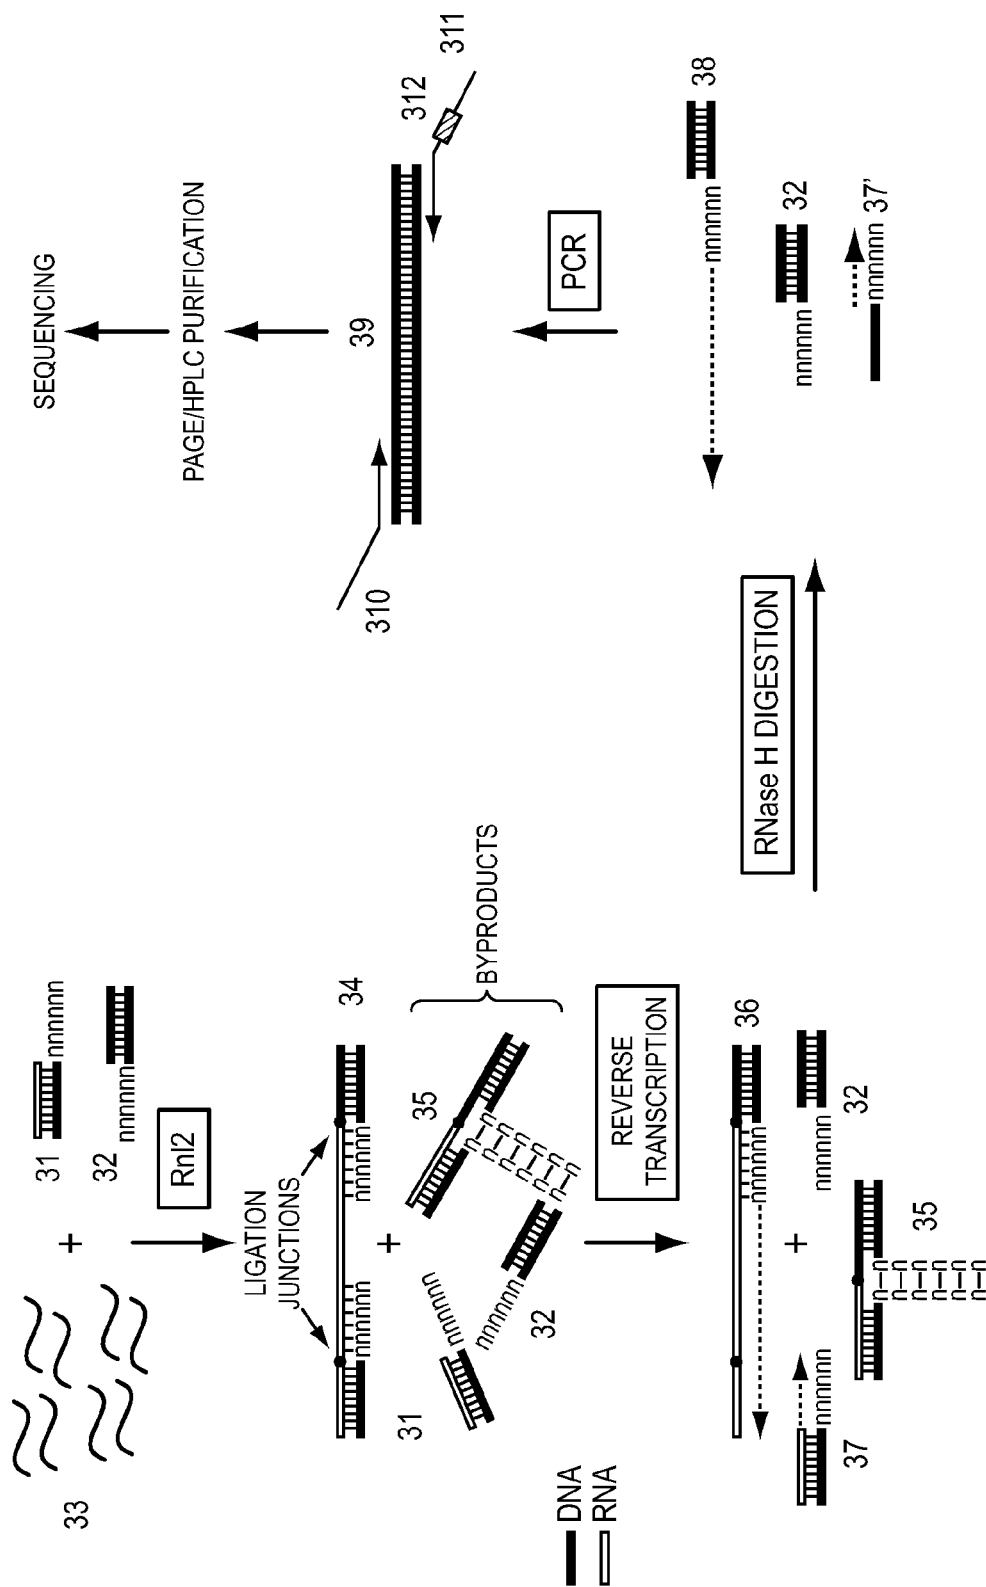 33
+
31
nnnnnn
32
nnnnnn
Rnl2
LIGATION
JUNCTIONS
nnnnnn
nnnnnn
34
+
31
nnnnnn
nnnnnn
32
35
n-n
n-n
n-n
n-n
n-n
n-n
BYPRODUCTS
DNA
RNA
REVERSE
TRANSCRIPTION
nnnnnn
36
+
nnnnnn
37
nnnnnn
32
n-n
n-n
n-n
n-n
n-n
n-n
35
RNase H DIGESTION
nnnnnn
38
nnnnnn
32
nnnnnn
37'
PCR
310
39
312
311
PAGE/HPLC PURIFICATION
SEQUENCING